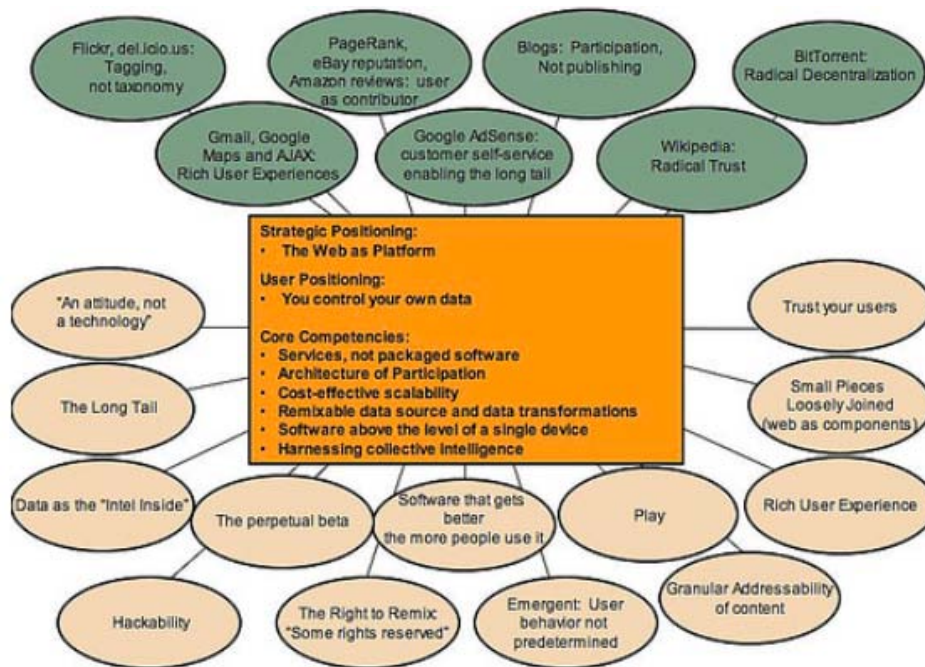 Flickr, del.icio.us:
Tagging,
not taxonomy
PageRank,
eBay reputation,
Amazon reviews: user
as contributor
Blogs: Participation,
Not publishing
BitTorrent:
Radical Decentralization
Gmail, Google
Maps and AJAX:
Rich User Experiences
Google AdSense:
customer self-service
enabling the long tail
Wikipedia:
Radical Trust
Strategic Positioning:
• The Web as Platform
User Positioning:
• You control your own data
Core Competencies:
• Services, not packaged software
• Architecture of Participation
• Cost-effective scalability
• Remixable data source and data transformations
• Software above the level of a single device
• Harnessing collective intelligence
"An attitude, not
a technology"
Trust your users
The Long Tail
Small Pieces
Loosely Joined
(web as components)
Data as the "Intel Inside"
The perpetual beta
Software that gets
better
the more people use it
Play
Rich User Experience
Hackability
The Right to Remix:
"Some rights reserved"
Emergent: User
behavior not
predetermined
Granular Addressability
of content